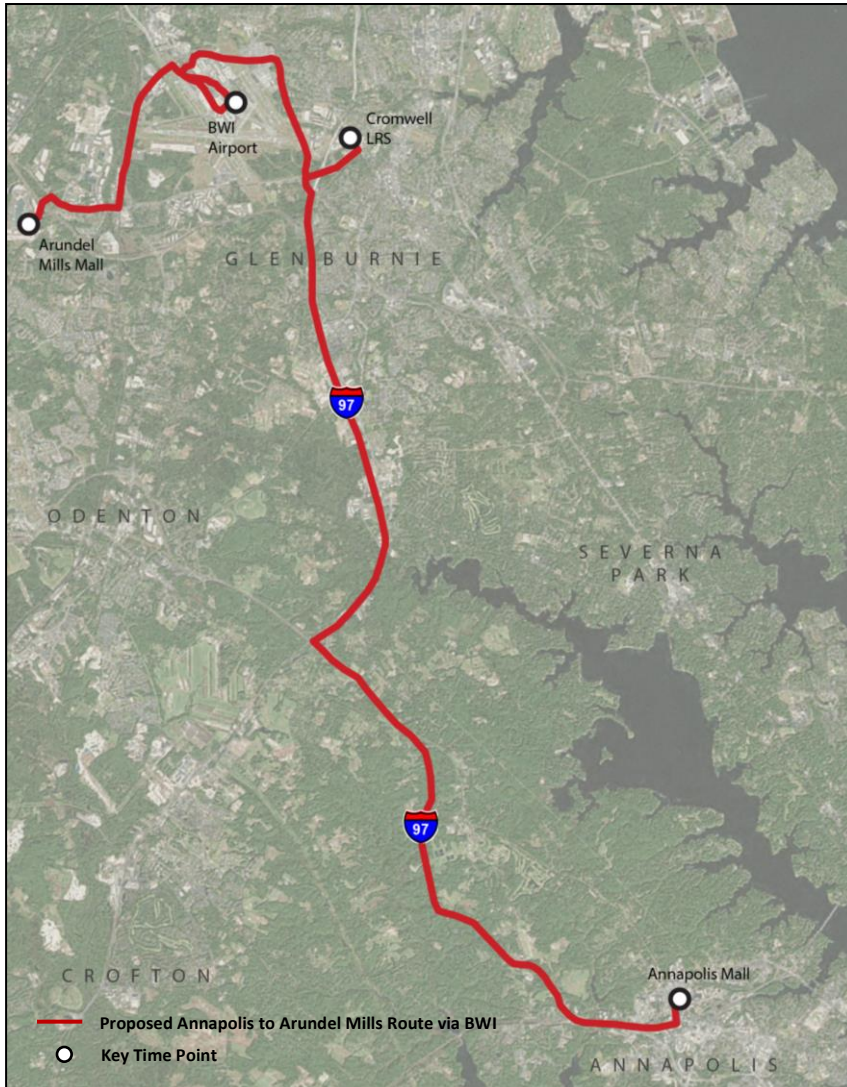 BWI
Airport
Cromwell
LRS
Arundel
Mills Mall
GLEN BURNIE
97
ODENTON
SEVERNA
PARK
97
CROFTON
Annapolis Mall
Proposed Annapolis to Arundel Mills Route via BWI
Key Time Point
ANNAPOLIS